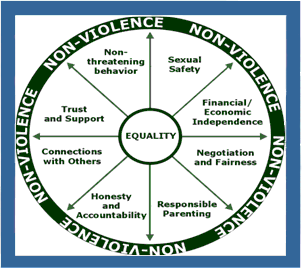 NON-VIOLENCE
NON-VIOLENCE
NON-VIOLENCE
NON-VIOLENCE
NON-VIOLENCE
Non-
threatening
behavior
Sexual
Safety
Financial/
Economic
Independence
Negotiation
and Fairness
Responsible
Parenting
Honesty
and
Accountability
Connections
with Others
Trust
and Support
EQUALITY